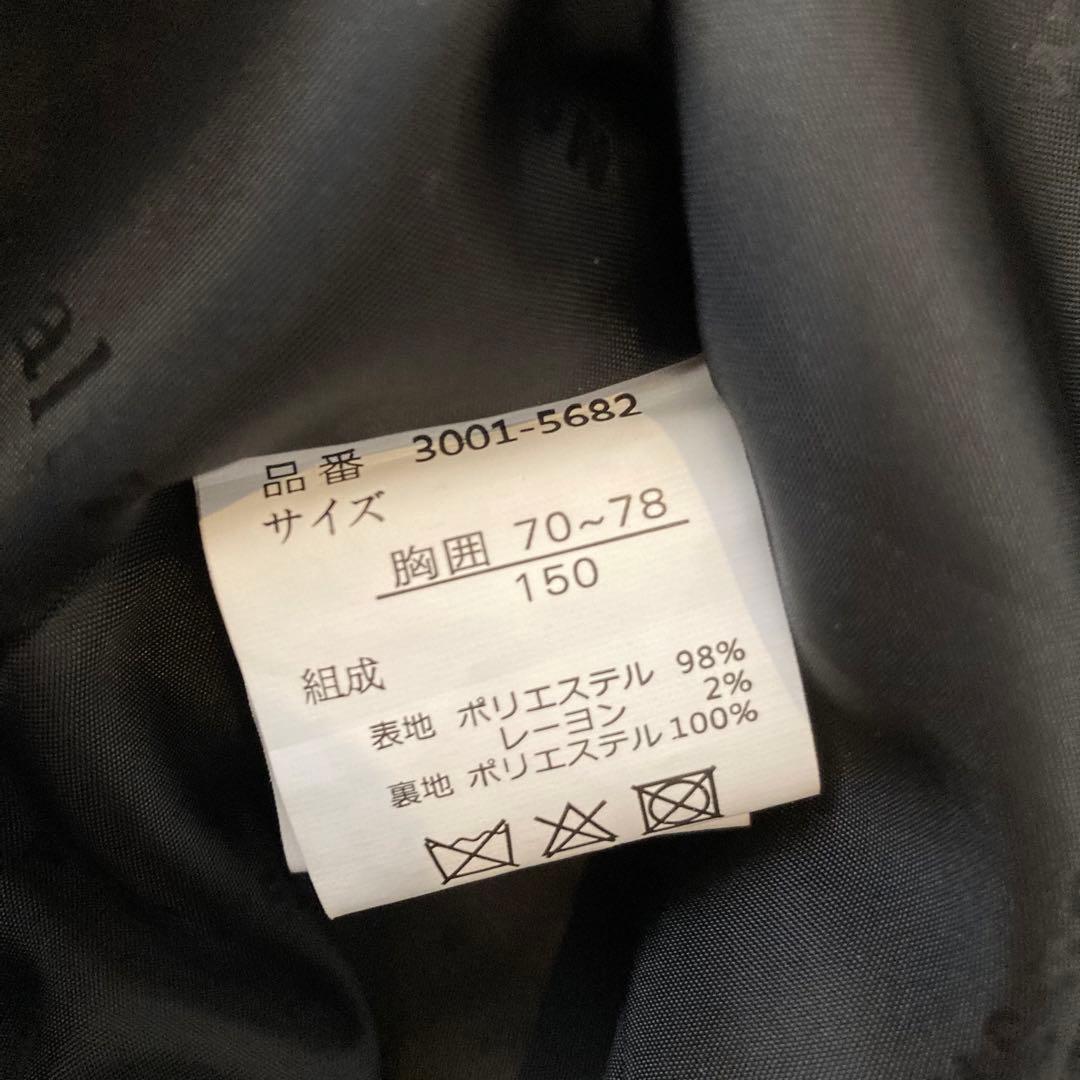 品番 3001-5682
サイズ
胸囲 70~78
150
組成
表地 ポリエステル 98%
レーヨン 2%
裏地 ポリエステル 100%